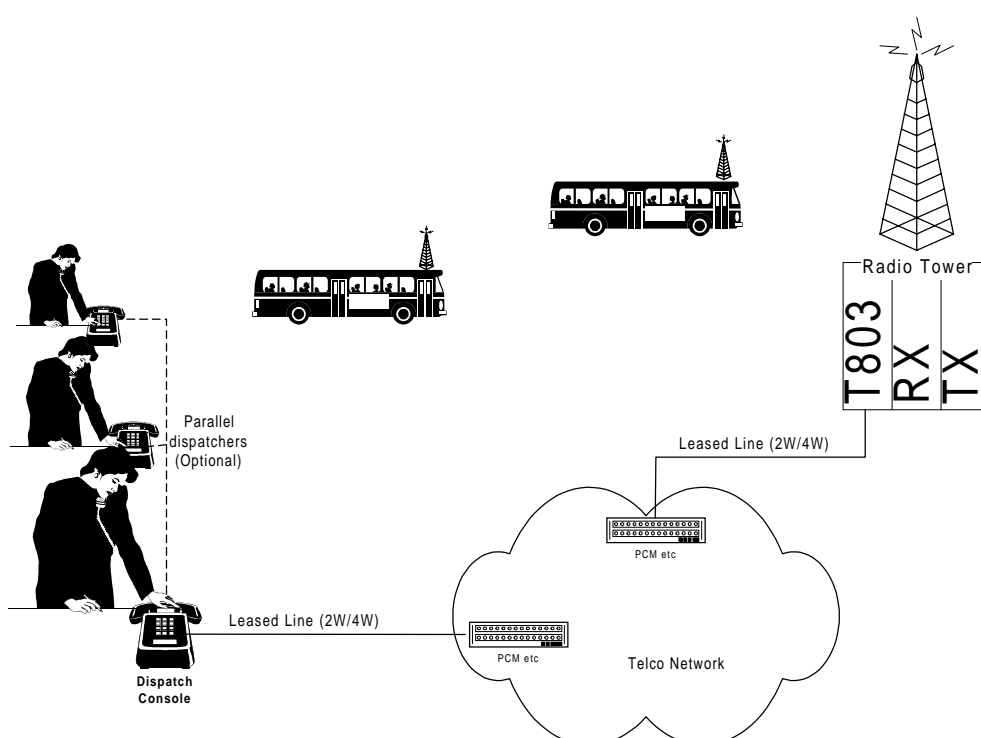 Radio Tower
T803
RX
TX
Parallel
dispatchers
(Optional)
Leased Line (2W/4W)
PCM etc
Leased Line (2W/4W)
PCM etc
Telco Network
Dispatch
Console